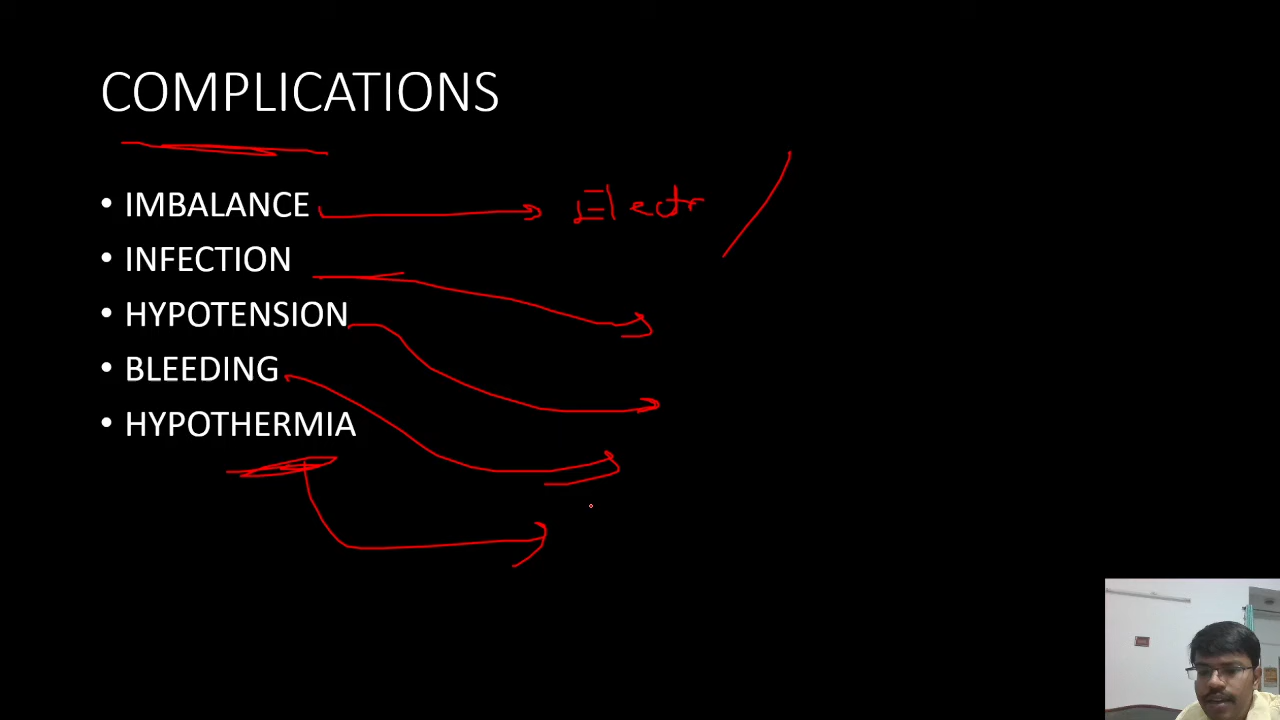 COMPLICATIONS
• IMBALANCE Electr
• INFECTION
• HYPOTENSION
• BLEEDING
• HYPOTHERMIA